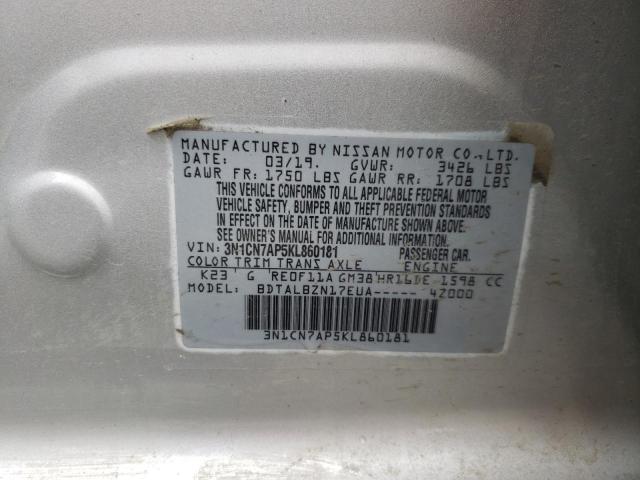 MANUFACTURED BY NISSAN MOTOR CO.,LTD.
DATE: 03/19. GVWR: 3426 LBS
GAWR FR: 1750 LBS GAWR RR: 1708 LBS
THIS VEHICLE CONFORMS TO ALL APPLICABLE FEDERAL MOTOR
VEHICLE SAFETY, BUMPER AND THEFT PREVENTION STANDARDS
IN EFFECT ON THE DATE OF MANUFACTURE SHOWN ABOVE.
SEE OWNER'S MANUAL FOR ADDITIONAL INFORMATION
VIN: 3N1CN7AP5KL860181 PASSENGER CAR.
COLOR TRIM TRANS AXLE ENGINE
K23 G RE0F11A GM38 HR16DE 1598 CC
MODEL: BDTALBZN17EUA----- 42000
3N1CN7AP5KL860181